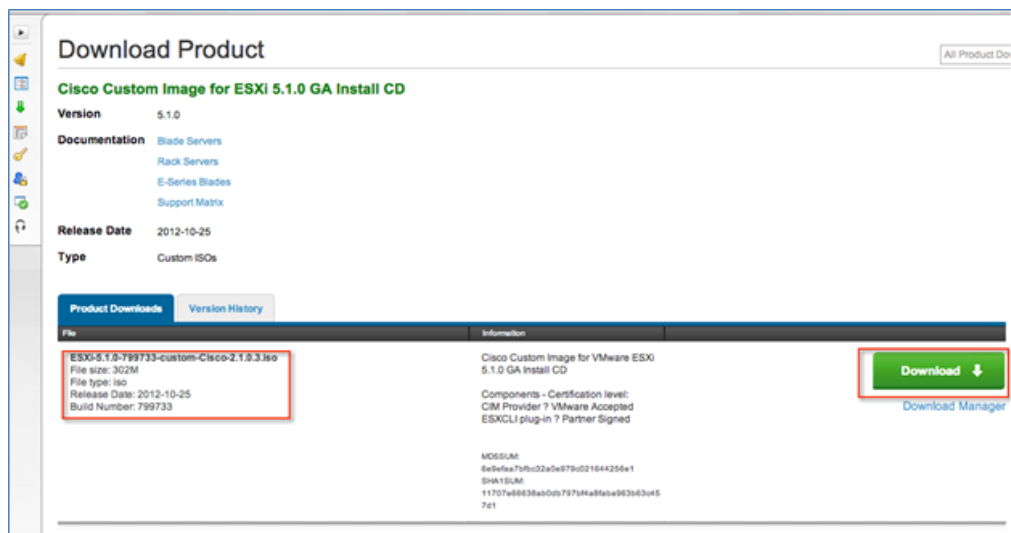 Download Product
All Product Do
Cisco Custom Image for ESXi 5.1.0 GA Install CD
Version 5.1.0
Documentation Blade Servers
Rack Servers
E-Series Blades
Support Matrix
Release Date 2012-10-25
Type Custom ISOs
Product Downloads Version History
File Information
ESXi-5.1.0-799733-custom-Cisco-2.1.0.3.iso
File size: 302M
File type: iso
Release Date: 2012-10-25
Build Number: 799733
Cisco Custom Image for VMware ESXi
5.1.0 GA Install CD
Components - Certification level:
CIM Provider ? VMware Accepted
ESXCLI plug-in ? Partner Signed
MD5SUM:
SHA1SUM:
7d1
Download
Download Manager